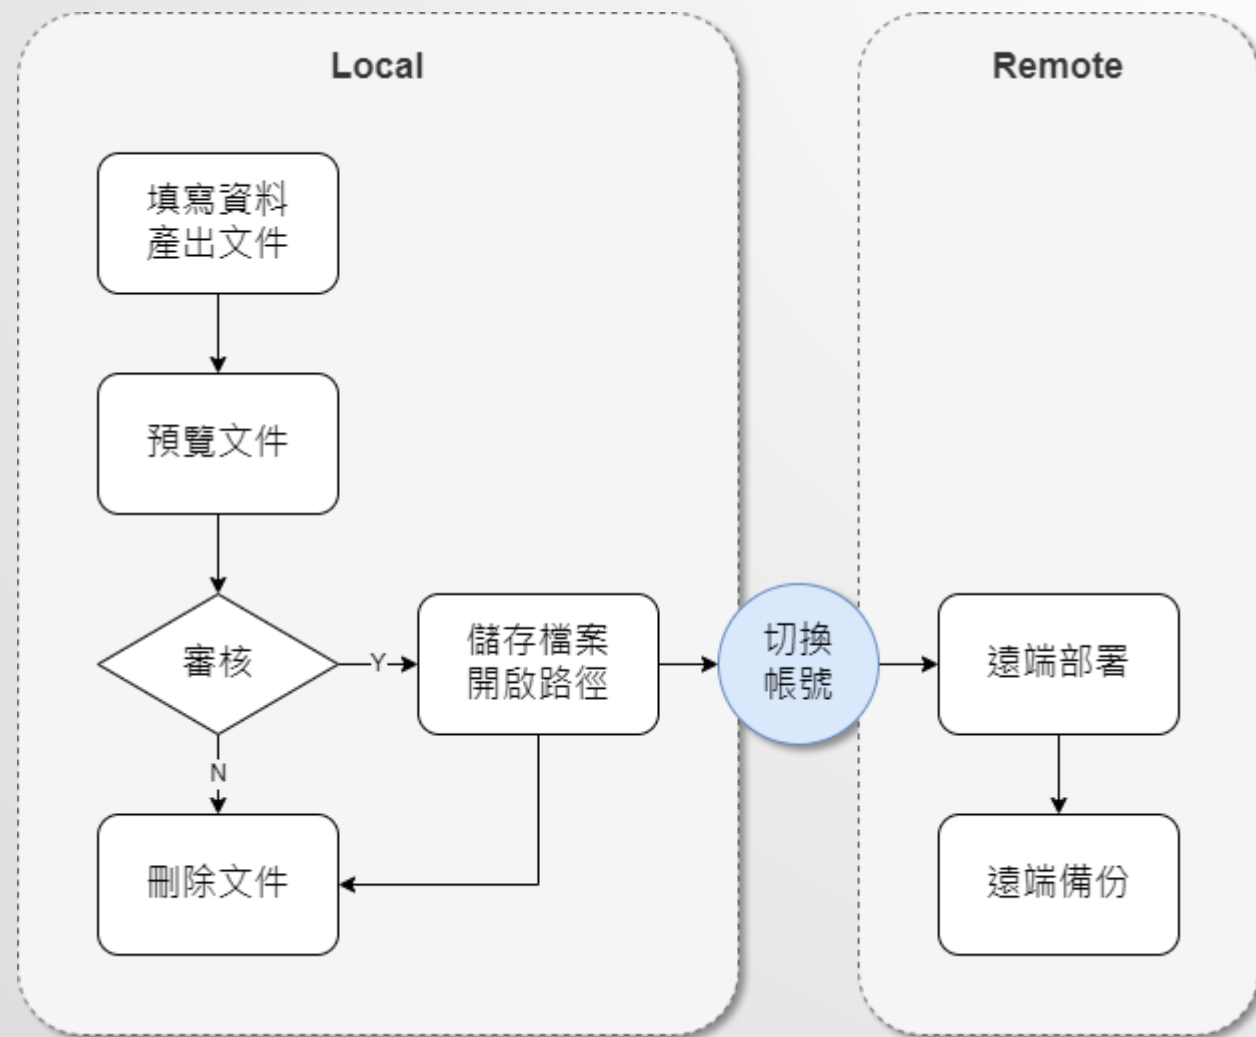 Local
填寫資料
產出文件
預覽文件
審核
Y
儲存檔案
開啟路徑
N
刪除文件
切換
帳號
Remote
遠端部署
遠端備份